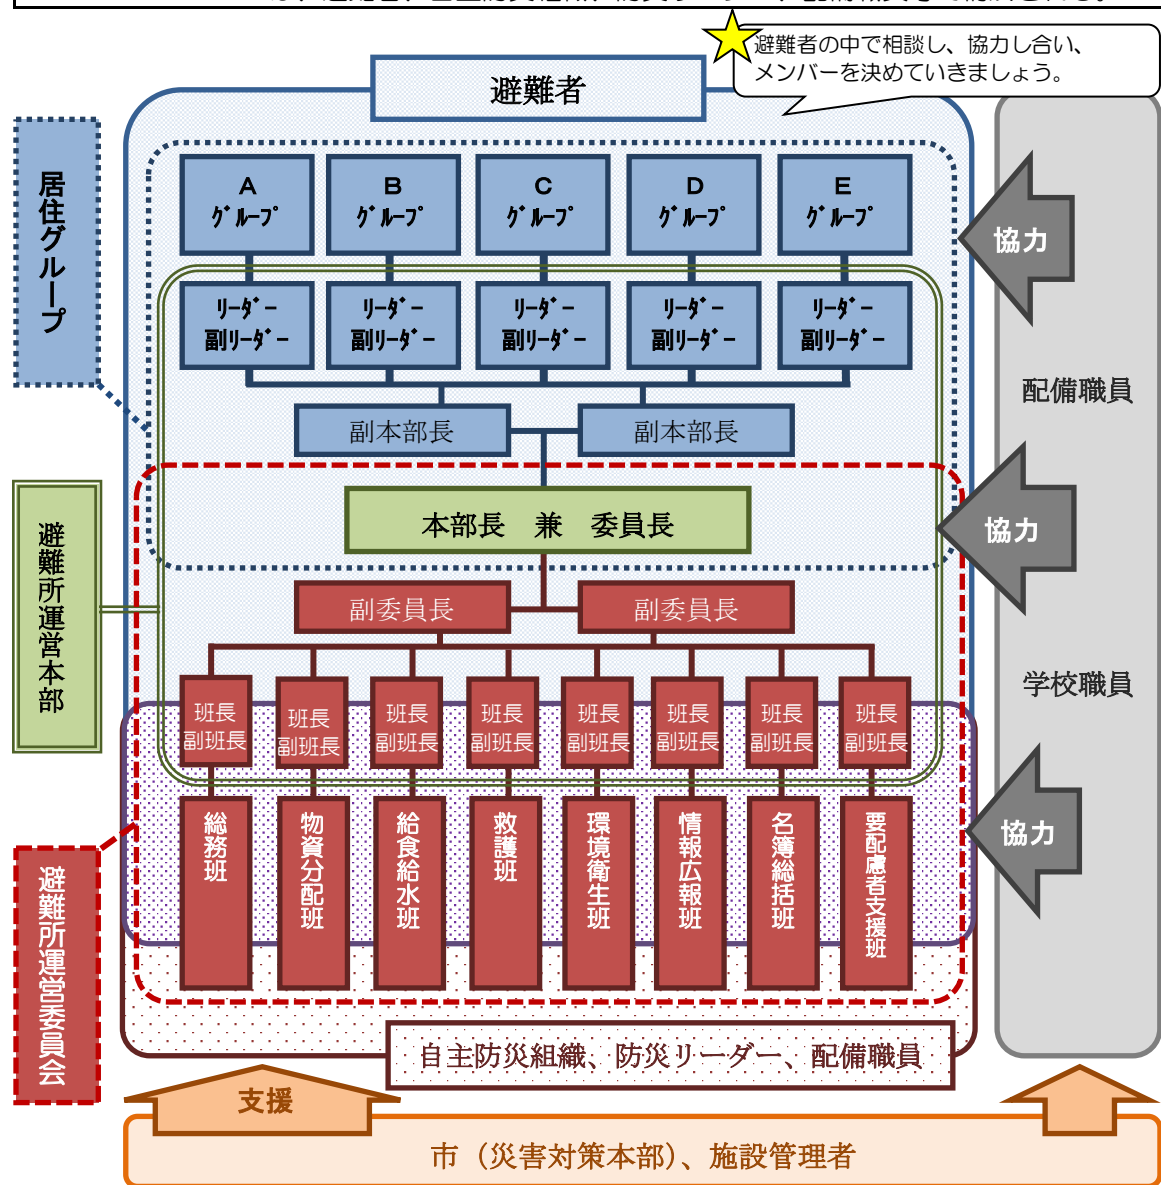 避難者の中で相談し、協力し合い、
メンバーを決めていきましょう。
避難者
居住グループ
A
グループ
B
グループ
C
グループ
D
グループ
E
グループ
リーダー
副リーダー
リーダー
副リーダー
リーダー
副リーダー
リーダー
副リーダー
リーダー
副リーダー
副本部長
副本部長
本部長 兼 委員長
避難所運営本部
副委員長
副委員長
班長
副班長
班長
副班長
班長
副班長
班長
副班長
班長
副班長
班長
副班長
班長
副班長
班長
副班長
総務班
物資分配班
給食給水班
救護班
環境衛生班
情報広報班
名簿総括班
要配慮者支援班
避難所運営委員会
協力
配備職員
協力
学校職員
協力
自主防災組織、防災リーダー、配備職員
支援
市（災害対策本部）、施設管理者